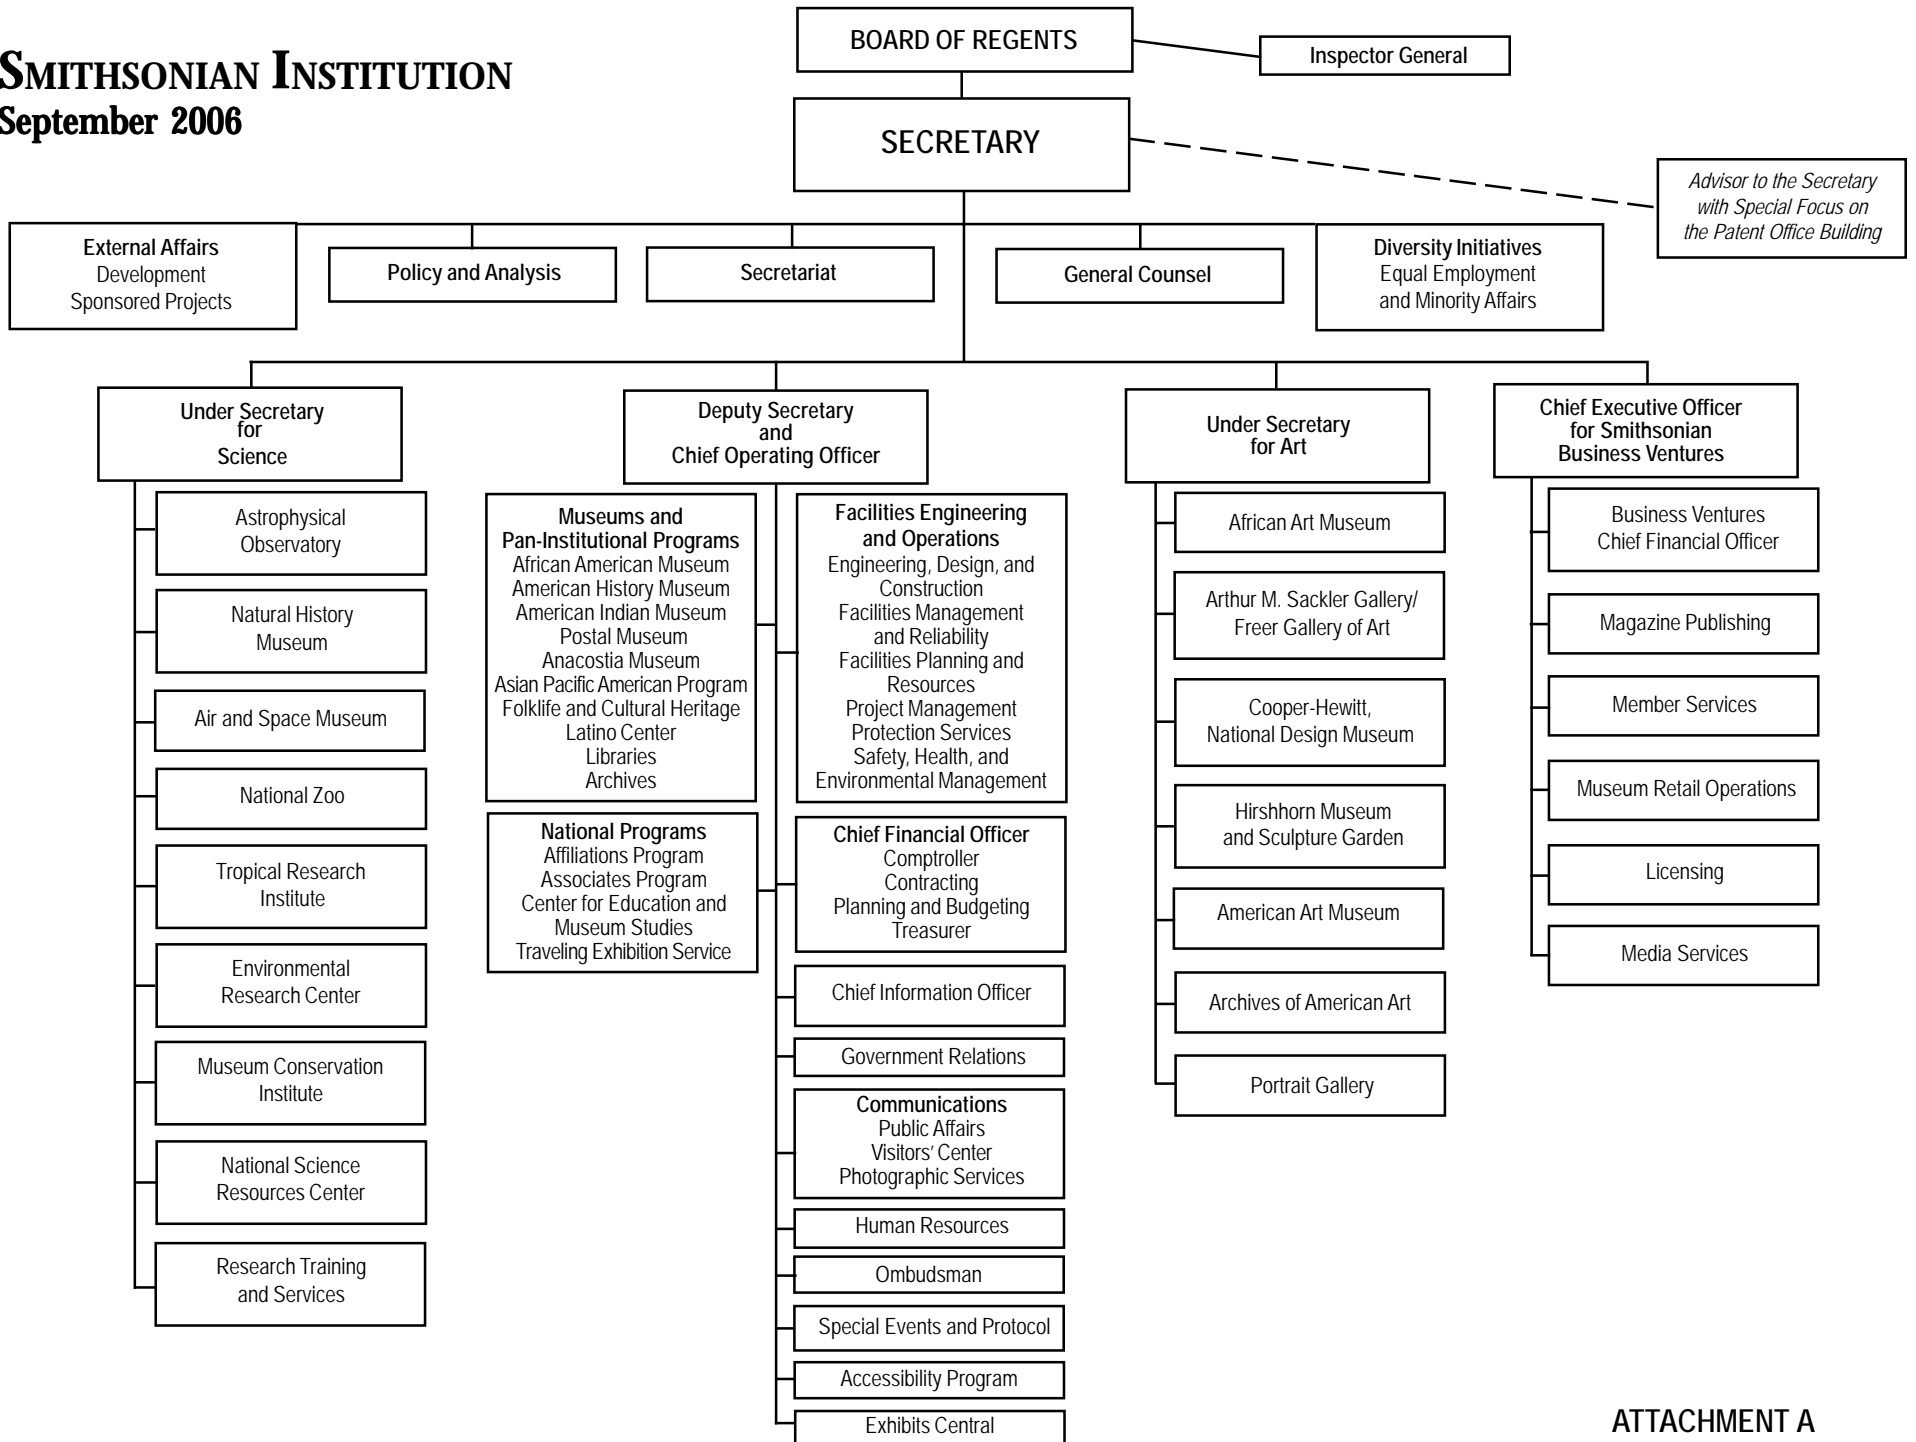 SMITHSONIAN INSTITUTION
September 2006
BOARD OF REGENTS
Inspector General
SECRETARY
Advisor to the Secretary
with Special Focus on
the Patent Office Building
External Affairs
Development
Sponsored Projects
Policy and Analysis
Secretariat
General Counsel
Diversity Initiatives
Equal Employment
and Minority Affairs
Under Secretary
for
Science
Astrophysical
Observatory
Natural History
Museum
Air and Space Museum
National Zoo
Tropical Research
Institute
Environmental
Research Center
Museum Conservation
Institute
National Science
Resources Center
Research Training
and Services
Deputy Secretary
and
Chief Operating Officer
Museums and
Pan-Institutional Programs
African American Museum
American History Museum
American Indian Museum
Postal Museum
Anacostia Museum
Asian Pacific American Program
Folklife and Cultural Heritage
Latino Center
Libraries
Archives
National Programs
Affiliations Program
Associates Program
Center for Education and
Museum Studies
Traveling Exhibition Service
Facilities Engineering
and Operations
Engineering, Design, and
Construction
Facilities Management
and Reliability
Facilities Planning and
Resources
Project Management
Protection Services
Safety, Health, and
Environmental Management
Chief Financial Officer
Comptroller
Contracting
Planning and Budgeting
Treasurer
Chief Information Officer
Government Relations
Communications
Public Affairs
Visitors' Center
Photographic Services
Human Resources
Ombudsman
Special Events and Protocol
Accessibility Program
Exhibits Central
Under Secretary
for Art
African Art Museum
Arthur M. Sackler Gallery/
Freer Gallery of Art
Cooper-Hewitt,
National Design Museum
Hirshhorn Museum
and Sculpture Garden
American Art Museum
Archives of American Art
Portrait Gallery
Chief Executive Officer
for Smithsonian
Business Ventures
Business Ventures
Chief Financial Officer
Magazine Publishing
Member Services
Museum Retail Operations
Licensing
Media Services
ATTACHMENT A